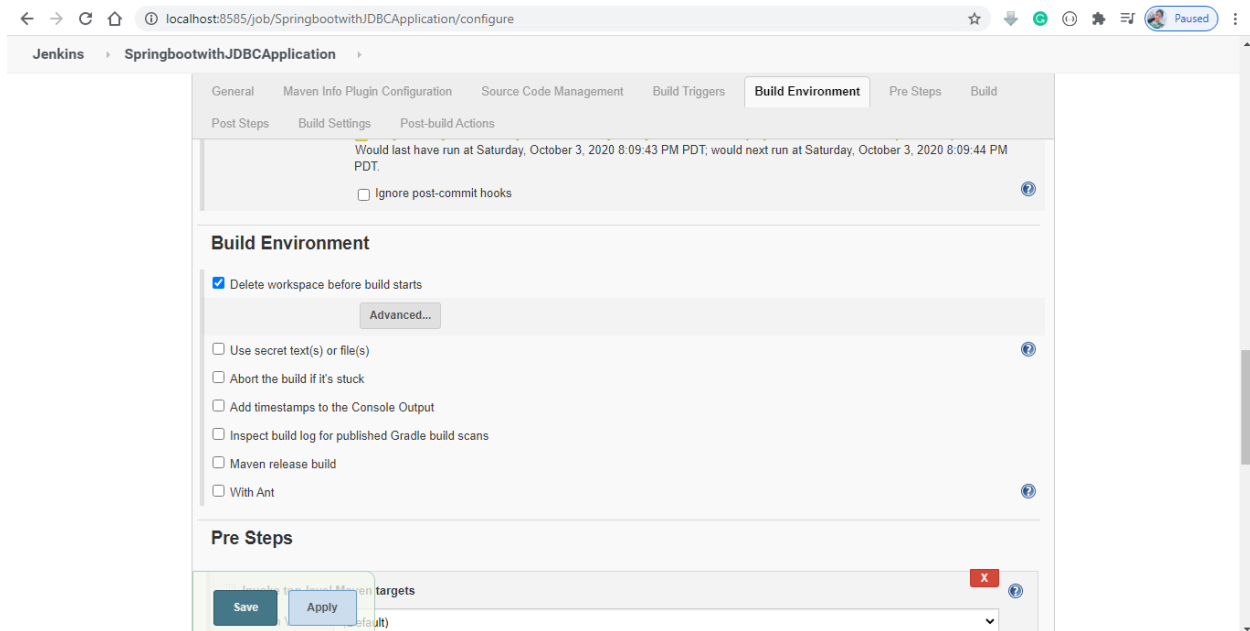 localhost:8585/job/SpringbootwithJDBCApplication/configure
Paused
Jenkins SpringbootwithJDBCApplication
General Maven Info Plugin Configuration Source Code Management Build Triggers Build Environment Pre Steps Build
Post Steps Build Settings Post-build Actions
Would last have run at Saturday, October 3, 2020 8:09:43 PM PDT; would next run at Saturday, October 3, 2020 8:09:44 PM
PDT.
Ignore post-commit hooks
Build Environment
Delete workspace before build starts
Advanced...
Use secret text(s) or file(s)
Abort the build if it's stuck
Add timestamps to the Console Output
Inspect build log for published Gradle build scans
Maven release build
With Ant
Pre Steps
X
Invoke top-level Maven targets
Save Apply